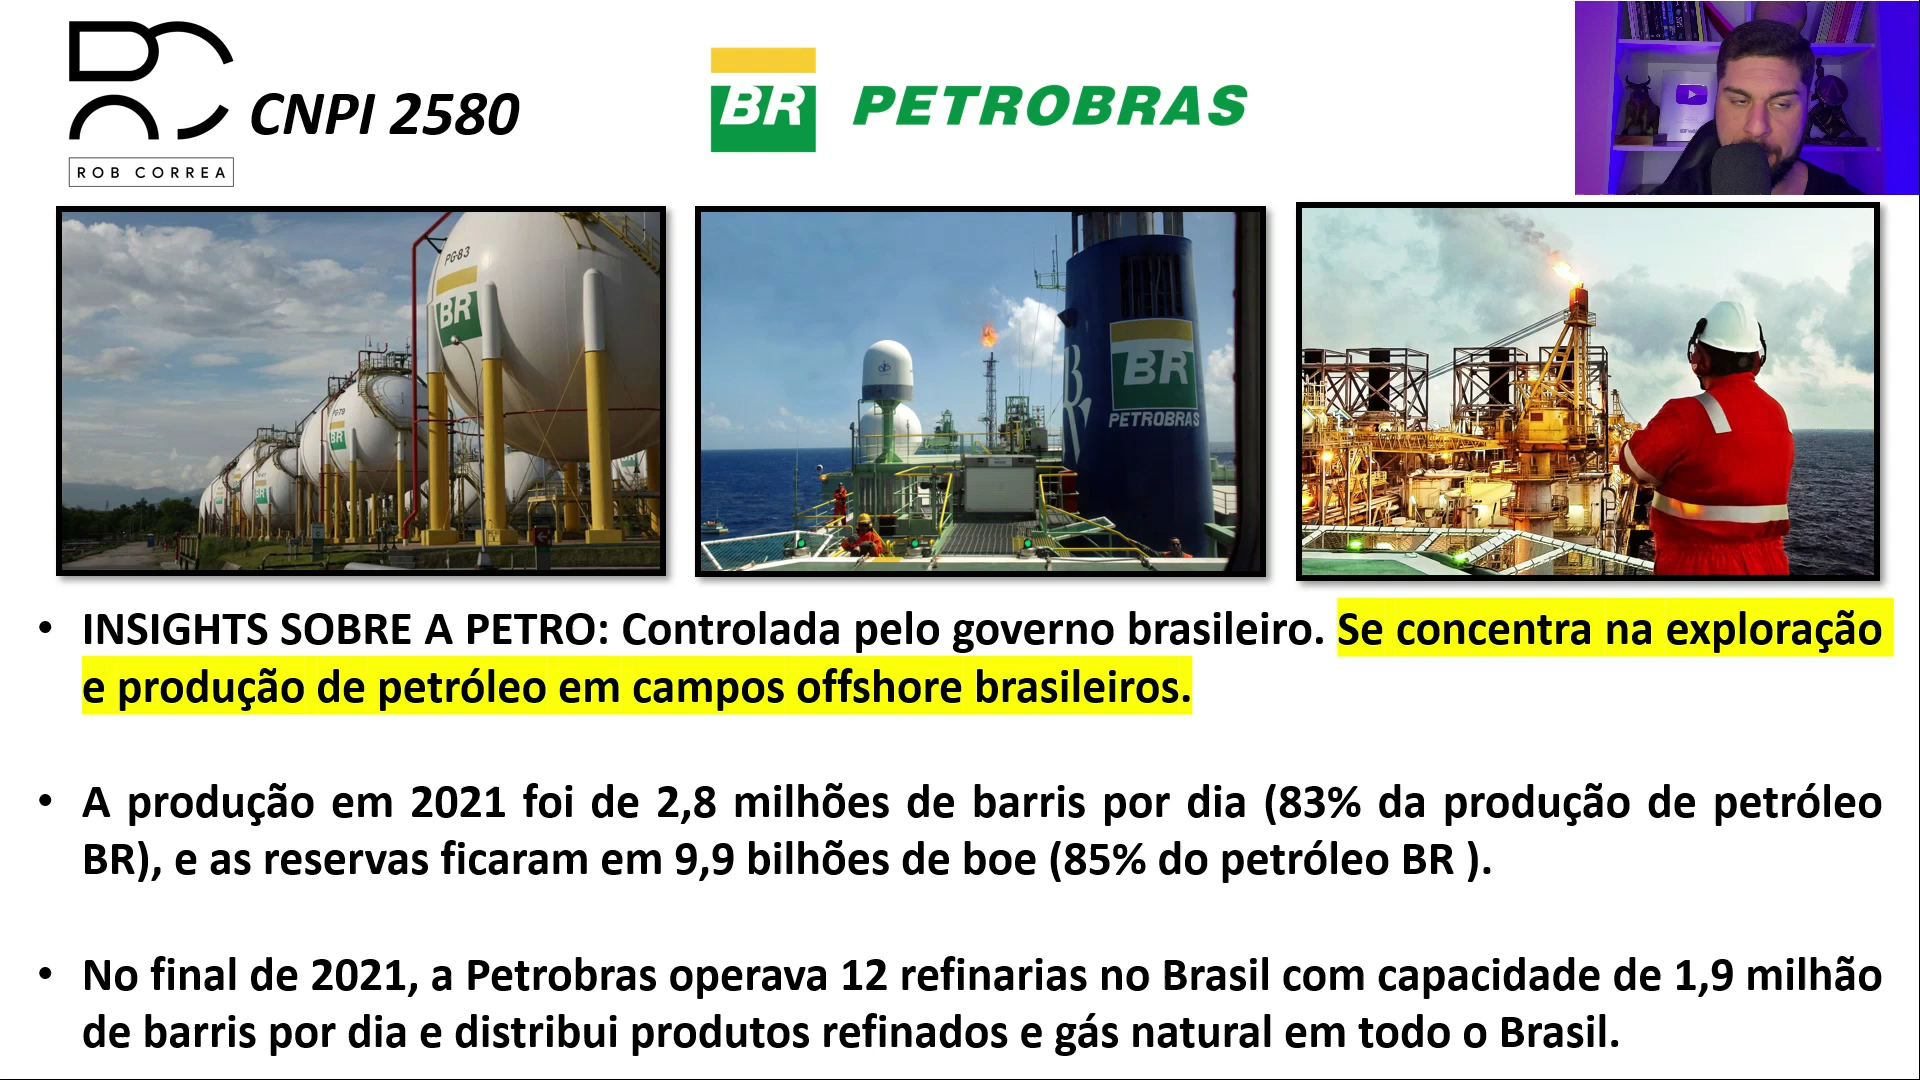 ROB CORREA
CNPI 2580
BR PETROBRAS
PG-83
BR
PG-79
BR
BR
BR
PETROBRAS
• INSIGHTS SOBRE A PETRO: Controlada pelo governo brasileiro. Se concentra na exploração
e produção de petróleo em campos offshore brasileiros.
• A produção em 2021 foi de 2,8 milhões de barris por dia (83% da produção de petróleo
BR), e as reservas ficaram em 9,9 bilhões de boe (85% do petróleo BR ).
• No final de 2021, a Petrobras operava 12 refinarias no Brasil com capacidade de 1,9 milhão
de barris por dia e distribui produtos refinados e gás natural em todo o Brasil.